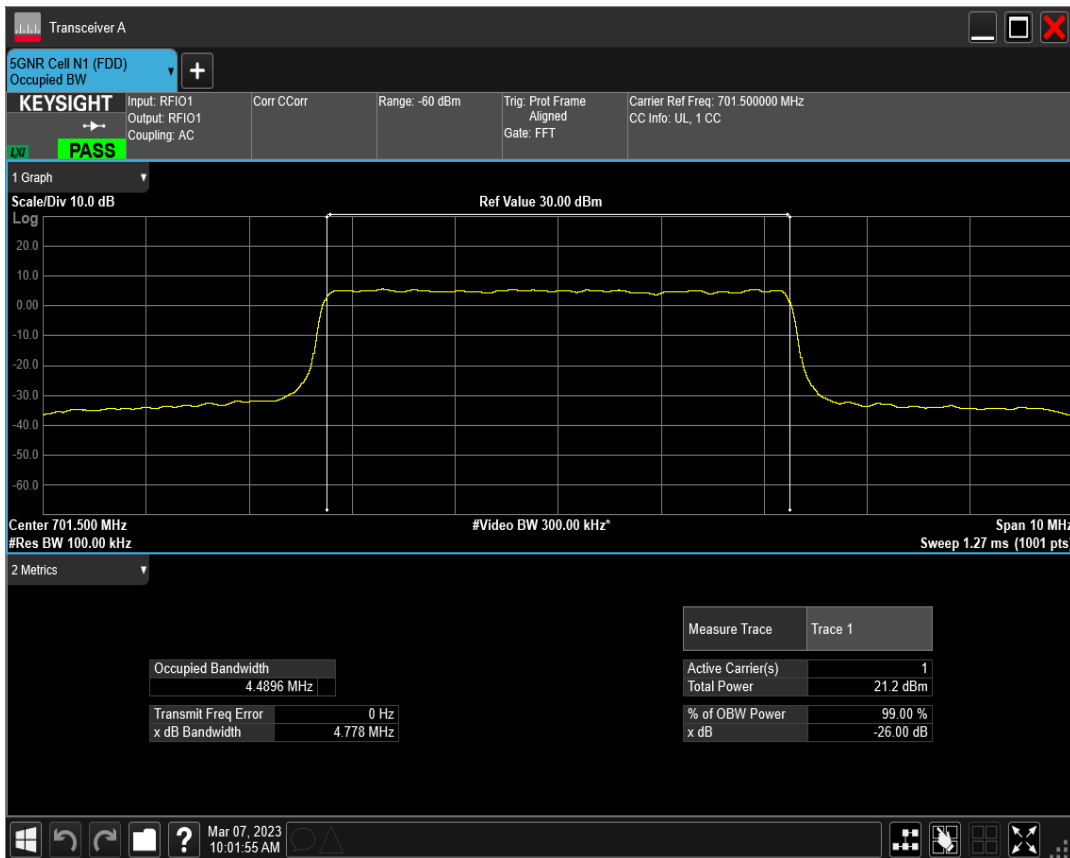 Transceiver A
5GNR Cell N1 (FDD)
Occupied BW
+
KEYSIGHT
LXI
PASS
Input: RFIO1
Output: RFIO1
Coupling: AC
Corr CCorr
Range: -60 dBm
Trig: Prot Frame
Aligned
Gate: FFT
Carrier Ref Freq: 701.500000 MHz
CC Info: UL, 1 CC
1 Graph
Scale/Div 10.0 dB
Ref Value 30.00 dBm
Log
20.0
10.0
0.00
-10.0
-20.0
-30.0
-40.0
-50.0
-60.0
Center 701.500 MHz
#Video BW 300.00 kHz*
Span 10 MHz
#Res BW 100.00 kHz
Sweep 1.27 ms (1001 pts)
2 Metrics
Measure Trace Trace 1
Occupied Bandwidth
4.4896 MHz
Active Carrier(s) 1
Total Power 21.2 dBm
Transmit Freq Error 0 Hz
x dB Bandwidth 4.778 MHz
% of OBW Power 99.00 %
x dB -26.00 dB
?
Mar 07, 2023
10:01:55 AM